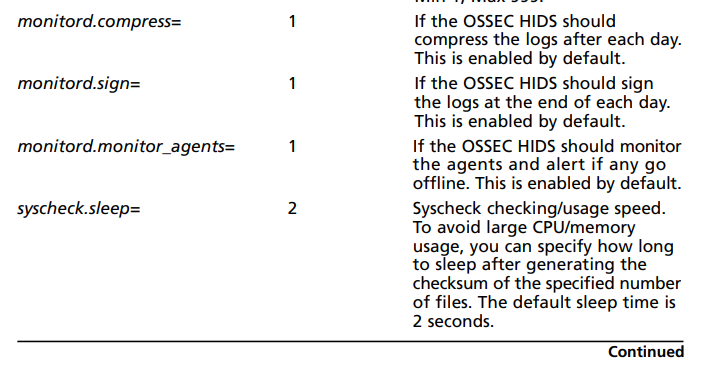 monitord.compress= 1 If the OSSEC HIDS should
compress the logs after each day.
This is enabled by default.
monitord.sign= 1 If the OSSEC HIDS should sign
the logs at the end of each day.
This is enabled by default.
monitord.monitor_agents= 1 If the OSSEC HIDS should monitor
the agents and alert if any go
offline. This is enabled by default.
syscheck.sleep= 2 Syscheck checking/usage speed.
To avoid large CPU/memory
usage, you can specify how long
to sleep after generating the
checksum of the specified number
of files. The default sleep time is
2 seconds.
Continued